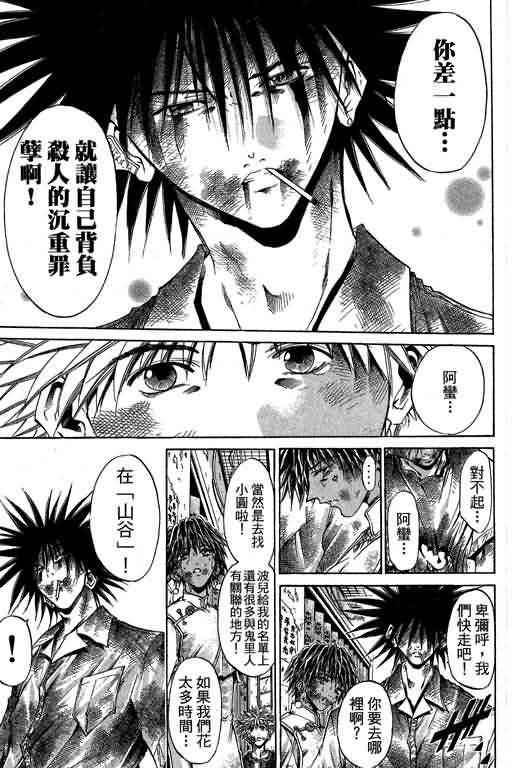 你差一點…
就讓自己背負
殺人的沉重罪
孽啊！
阿蠻…
對不起…
阿蠻…
…
卑彌呼，我
們快走吧！
你要去哪
裡啊？
當然是去找
小圓啦！
波兒給我的名單上
還有很多與鬼里人
有關聯的地方！
如果我們花
太多時間…
在「山谷」！
！